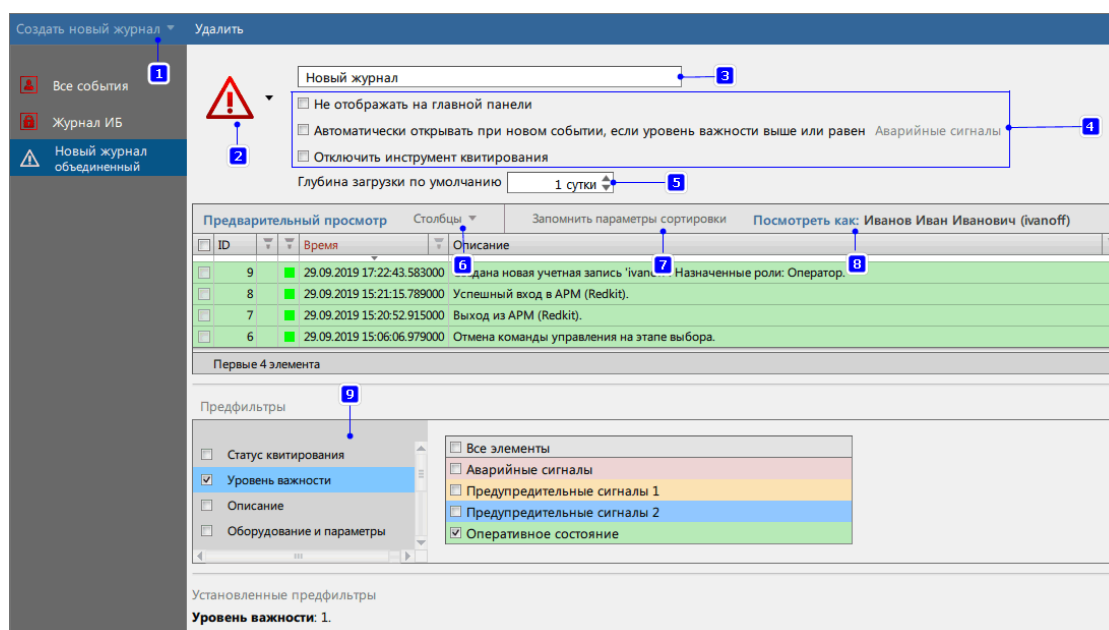 Создать новый журнал Удалить
1
Все события
Журнал ИБ
Новый журнал
объединенный
2
Новый журнал
3
Не отображать на главной панели
Автоматически открывать при новом событии, если уровень важности выше или равен Аварийные сигналы
4
Отключить инструмент квитирования
Глубина загрузки по умолчанию 1 сутки
5
Предварительный просмотр Столбцы Запомнить параметры сортировки Посмотреть как: Иванов Иван Иванович (ivanoff)
6
7
8
ID Время Описание
9 29.09.2019 17:22:43.583000 новая учетная запись Назначенные роли: Оператор.
8 29.09.2019 15:21:15.789000 Успешный вход в АРМ (Redkit).
7 29.09.2019 15:20:52.915000 Выход из АРМ (Redkit).
6 29.09.2019 15:06:06.979000 Отмена команды управления на этапе выбора.
Первые 4 элемента
9
Предфильтры
Статус квитирования
Уровень важности
Описание
Оборудование и параметры
Все элементы
Аварийные сигналы
Предупредительные сигналы 1
Предупредительные сигналы 2
Оперативное состояние
Установленные предфильтры
Уровень важности: 1.